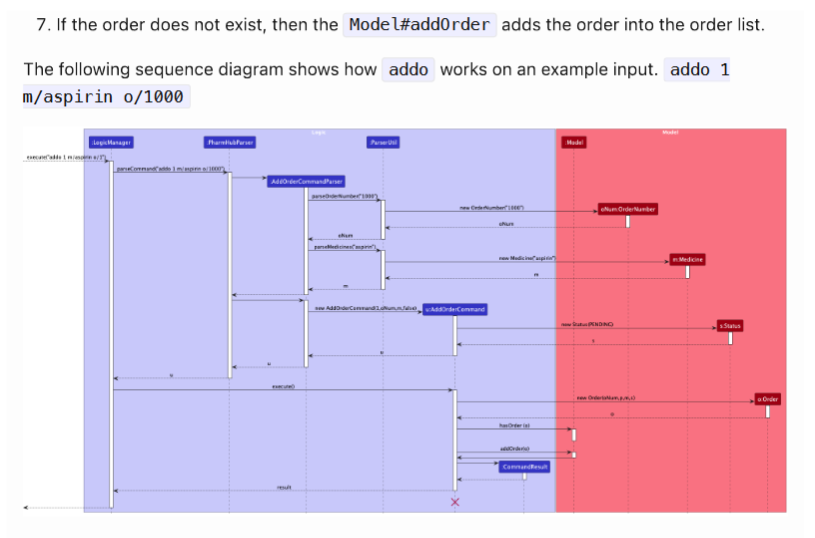 7. If the order does not exist, then the Model#addOrder adds the order into the order list.
The following sequence diagram shows how addo works on an example input. addo 1
m/aspirin o/1000
Logic
Model
:LogicManager
:PharmHubParser
:ParserUtil
:Model
execute("addo 1 m/aspirin o/1")
parseCommand("addo 1 m/aspirin o/1000")
:AddOrderCommandParser
parseOrderNumber("1000")
new OrderNumber("1000")
oNum:OrderNumber
oNum
oNum
parseMedicines("aspirin")
new Medicine("aspirin")
m:Medicine
m
m
new AddOrderCommand(1,oNum,m,false)
u:AddOrderCommand
new Status(PENDING)
s:Status
s
u
u
u
execute()
new Order(oNum,p,m,s)
o:Order
o
hasOrder(o)
addOrder(o)
:CommandResult
result